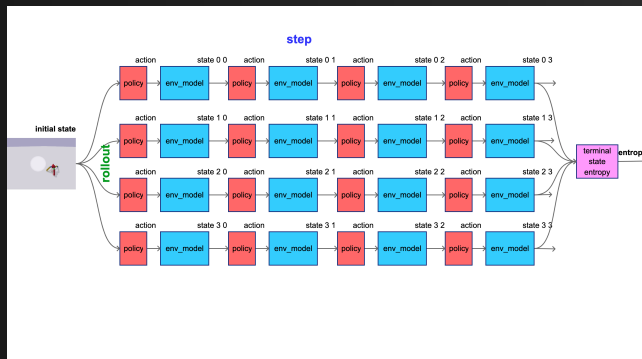 step
action state 0 0 action state 0 1 action state 0 2 action state 0 3
policy env_model policy env_model policy env_model policy env_model
initial state
action state 1 0 action state 1 1 action state 1 2 action state 1 3
policy env_model policy env_model policy env_model policy env_model
rollout
terminal
state
entropy
entrop
action state 2 0 action state 2 1 action state 2 2 action state 2 3
policy env_model policy env_model policy env_model policy env_model
action state 3 0 action state 3 1 action state 3 2 action state 3 3
policy env_model policy env_model policy env_model policy env_model